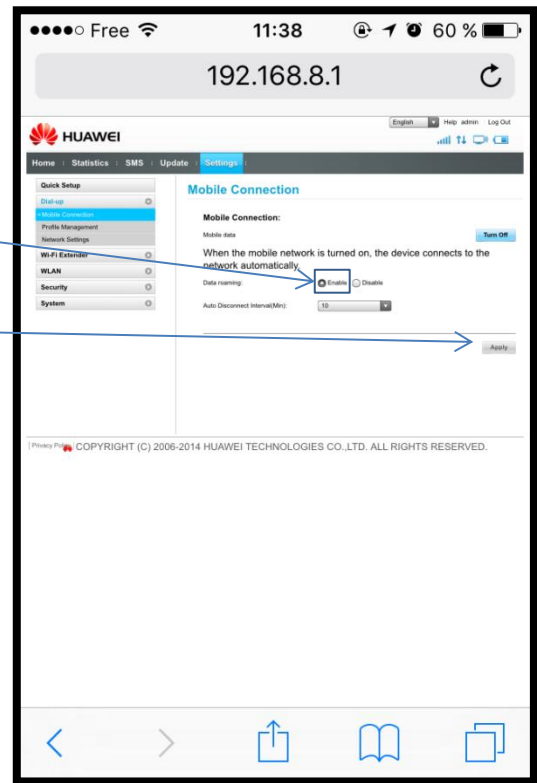 Free 11:38 60 %
192.168.8.1
English Help admin Log Out
HUAWEI
Home Statistics SMS Update Settings
Quick Setup
Dial-up
Mobile Connection
Profile Management
Network Settings
Wi-Fi Extender
WLAN
Security
System
Mobile Connection
Mobile Connection:
Mobile data Turn Off
When the mobile network is turned on, the device connects to the
network automatically.
Data roaming: Enable Disable
Auto Disconnect Interval(Min): 10
Apply
Privacy Policy COPYRIGHT (C) 2006-2014 HUAWEI TECHNOLOGIES CO.,LTD. ALL RIGHTS RESERVED.